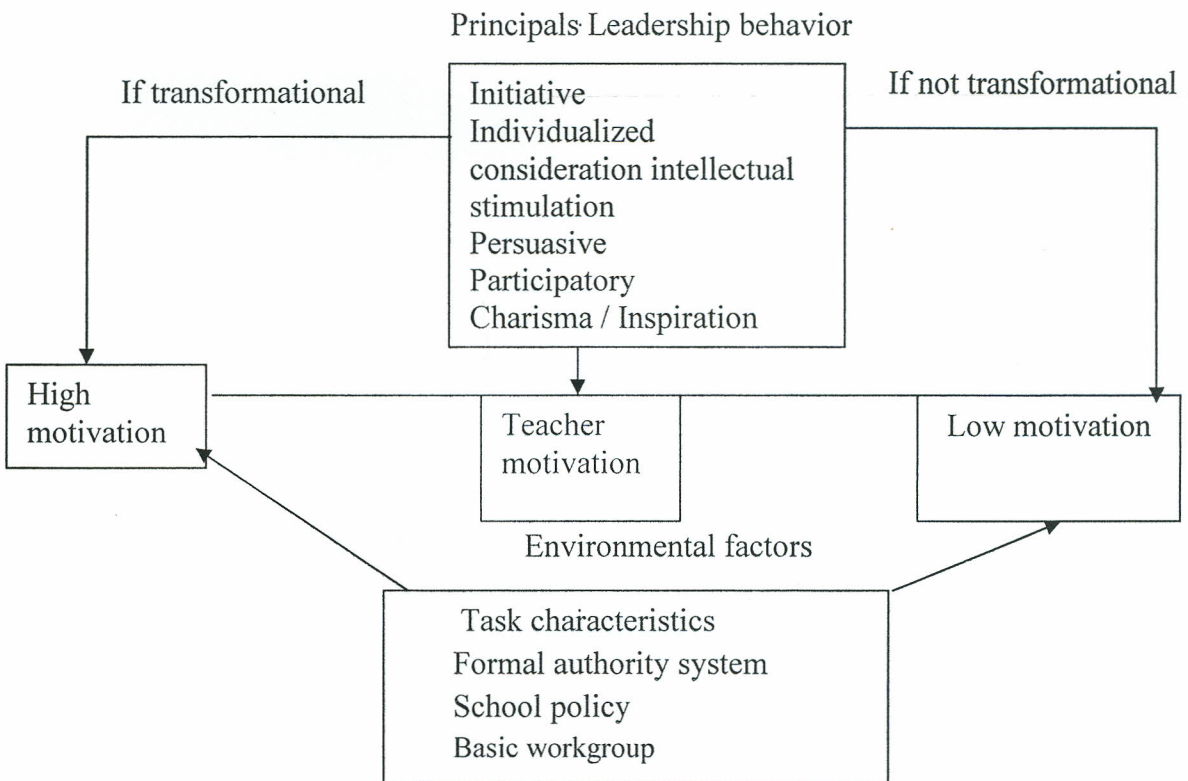 Principals Leadership behavior
If transformational
If not transformational
Initiative
Individualized
consideration intellectual
stimulation
Persuasive
Participatory
Charisma / Inspiration
High
motivation
Teacher
motivation
Low motivation
Environmental factors
Task characteristics
Formal authority system
School policy
Basic workgroup